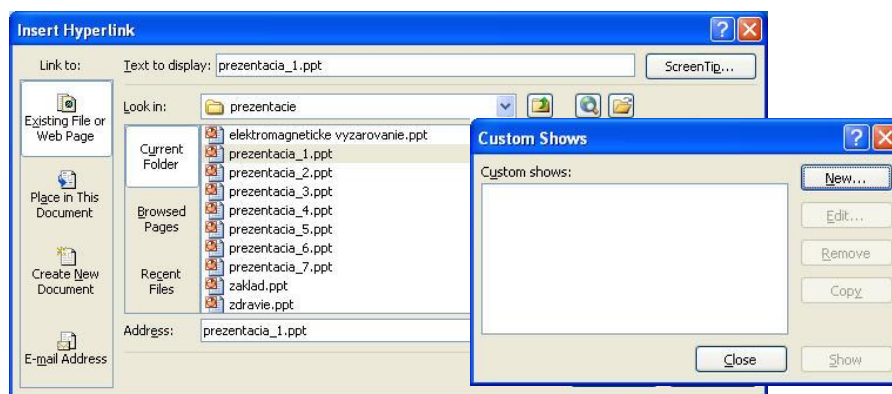 Insert Hyperlink
Link to:
Text to display: prezentacia_1.ppt
ScreenTip...
Existing File or
Web Page
Place in This
Document
Create New
Document
E-mail Address
Look in: prezentacie
Current
Folder
Browsed
Pages
Recent
Files
elektromagneticke vyzarovanie.ppt
prezentacia_1.ppt
prezentacia_2.ppt
prezentacia_3.ppt
prezentacia_4.ppt
prezentacia_5.ppt
prezentacia_6.ppt
prezentacia_7.ppt
zaklad.ppt
zdravie.ppt
Address: prezentacia_1.ppt
Custom Shows
Custom shows:
New...
Edit...
Remove
Copy
Close
Show